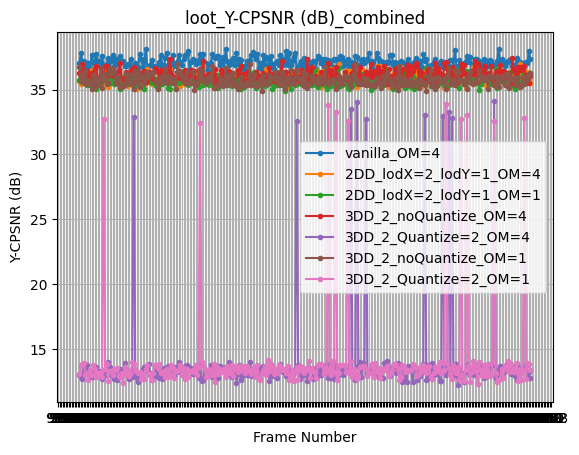 loot_Y-CPSNR (dB)_combined
Y-CPSNR (dB)
35
30
25
20
15
vanilla_OM=4
2DD_lodX=2_lodY=1_OM=4
2DD_lodX=2_lodY=1_OM=1
3DD_2_noQuantize_OM=4
3DD_2_Quantize=2_OM=4
3DD_2_noQuantize_OM=1
3DD_2_Quantize=2_OM=1
Frame Number